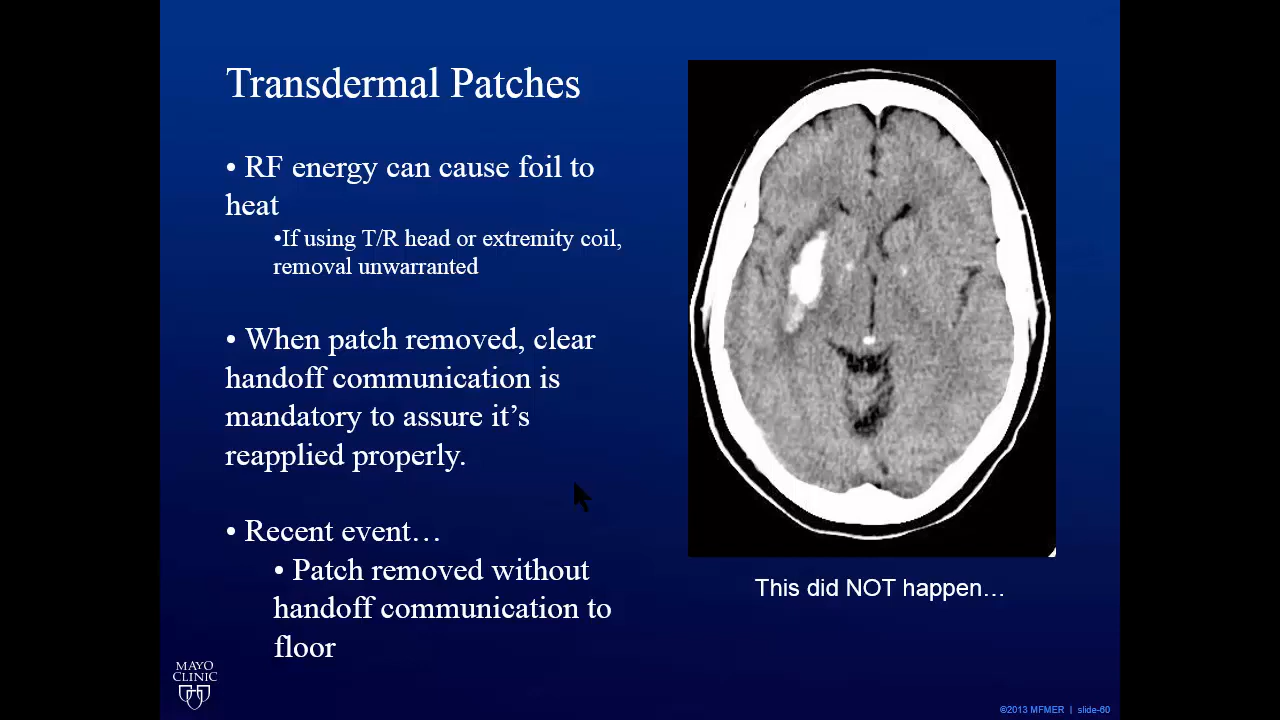 Transdermal Patches
• RF energy can cause foil to
heat
•If using T/R head or extremity coil,
removal unwarranted
• When patch removed, clear
handoff communication is
mandatory to assure it's
reapplied properly.
• Recent event…
• Patch removed without
handoff communication to
floor
This did NOT happen…
MAYO
CLINIC
©2013 MFMER | slide-60